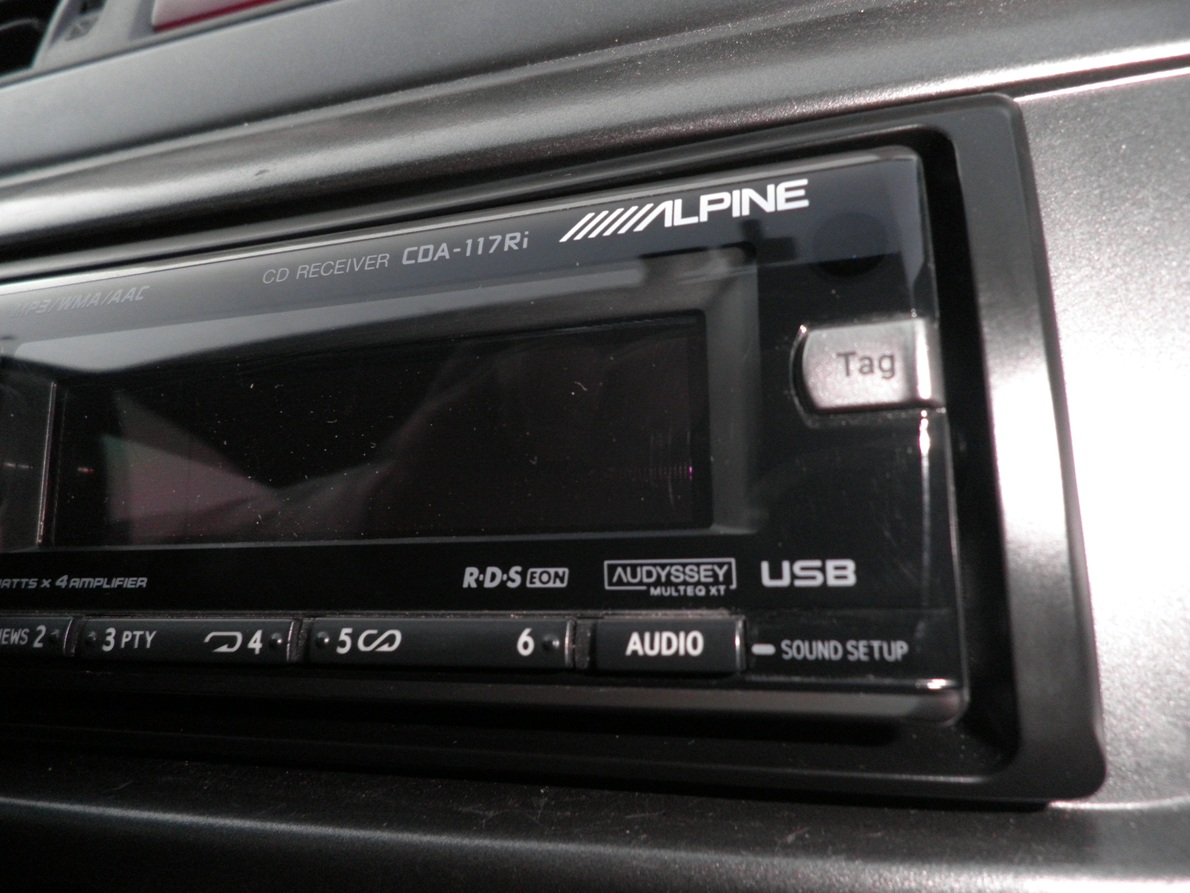 ALPINE
CD RECEIVER CDA-117Ri
MP3/WMA/AAC
Tag
WATTS x 4 AMPLIFIER
R·D·S EON
AUDYSSEY
MULTEQ XT
USB
NEWS 2 3 PTY 4 5 6 AUDIO SOUND SETUP